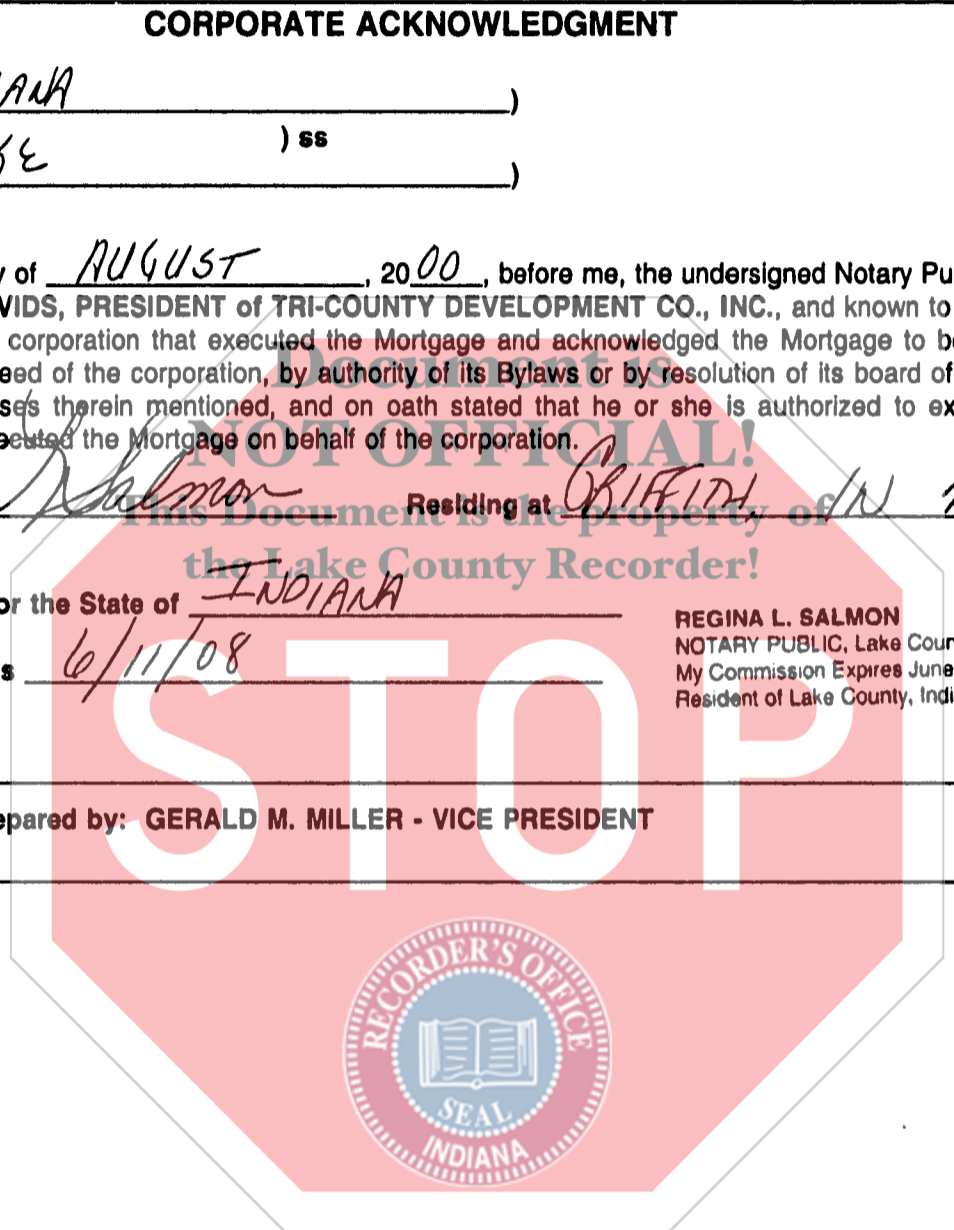 CORPORATE ACKNOWLEDGMENT
IANA )
) ss
KE )
y of AUGUST , 20 00 , before me, the undersigned Notary Pu
VIDS, PRESIDENT of TRI-COUNTY DEVELOPMENT CO., INC., and known to
corporation that executed the Mortgage and acknowledged the Mortgage to b
eed of the corporation, by authority of its Bylaws or by resolution of its board of
ses therein mentioned, and on oath stated that he or she is authorized to ex
ecuted the Mortgage on behalf of the corporation.
Document is
NOT OFFICIAL!
This Document is the property of
the Lake County Recorder!
Salmon Residing at GRIFFITH, IN
or the State of INDIANA
s 6/11/08
REGINA L. SALMON
NOTARY PUBLIC, Lake Coun
My Commission Expires June
Resident of Lake County, Indi
STOP
epared by: GERALD M. MILLER - VICE PRESIDENT
RECORDER'S OFFICE
SEAL
INDIANA